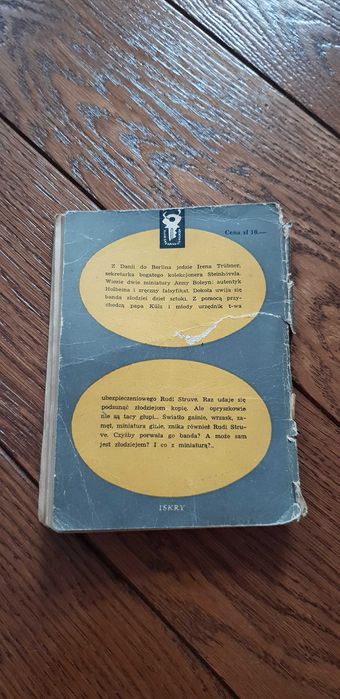 Cena zł 10.—
Z Danii do Berlina jedzie Irena Trübner,
sekretarka bogatego kolekcjonera Steinhövela.
Wiezie dwie miniatury Anny Boleyn: autentyk
Holbeina i zręczny falsyfikat. Dokoła uwija się
banda złodziei dzieł sztuki. Z pomocą przy-
chodzą papa Külz i młody urzędnik t-wa
ubezpieczeniowego Rudi Struve. Raz udaje się
podsunąć złodziejom kopię. Ale opryszkowie
nie są tacy głupi... Światło gaśnie, wrzask, za-
męt, miniatura ginie, znika również Rudi Stru-
ve. Czyżby porwała go banda? A może sam
jest złodziejem? I co z miniaturą?..
ISKRY